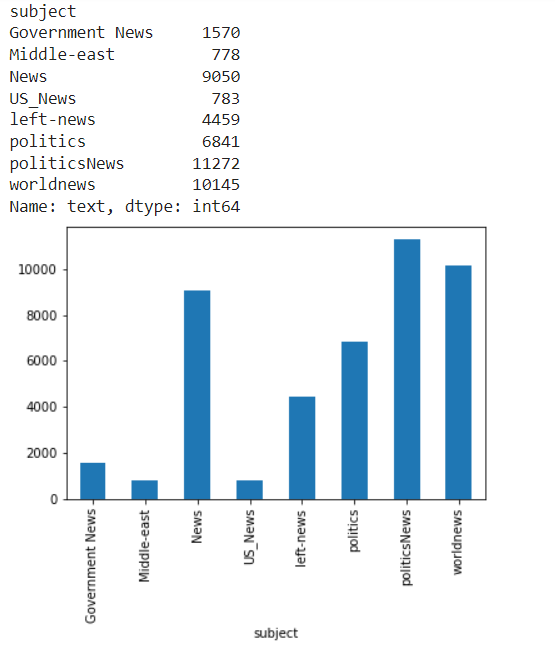 subject
Government News 1570
Middle-east 778
News 9050
US_News 783
left-news 4459
politics 6841
politicsNews 11272
worldnews 10145
Name: text, dtype: int64
10000
8000
6000
4000
2000
0
Government News
Middle-east
News
US_News
left-news
politics
politicsNews
worldnews
subject